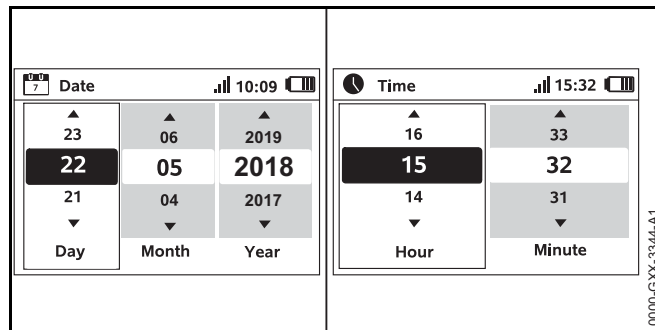 7 Date 10:09
23 06 2019
22 05 2018
21 04 2017
Day Month Year
Time 15:32
16 33
15 32
14 31
Hour Minute
0000-GXX-3344-A1